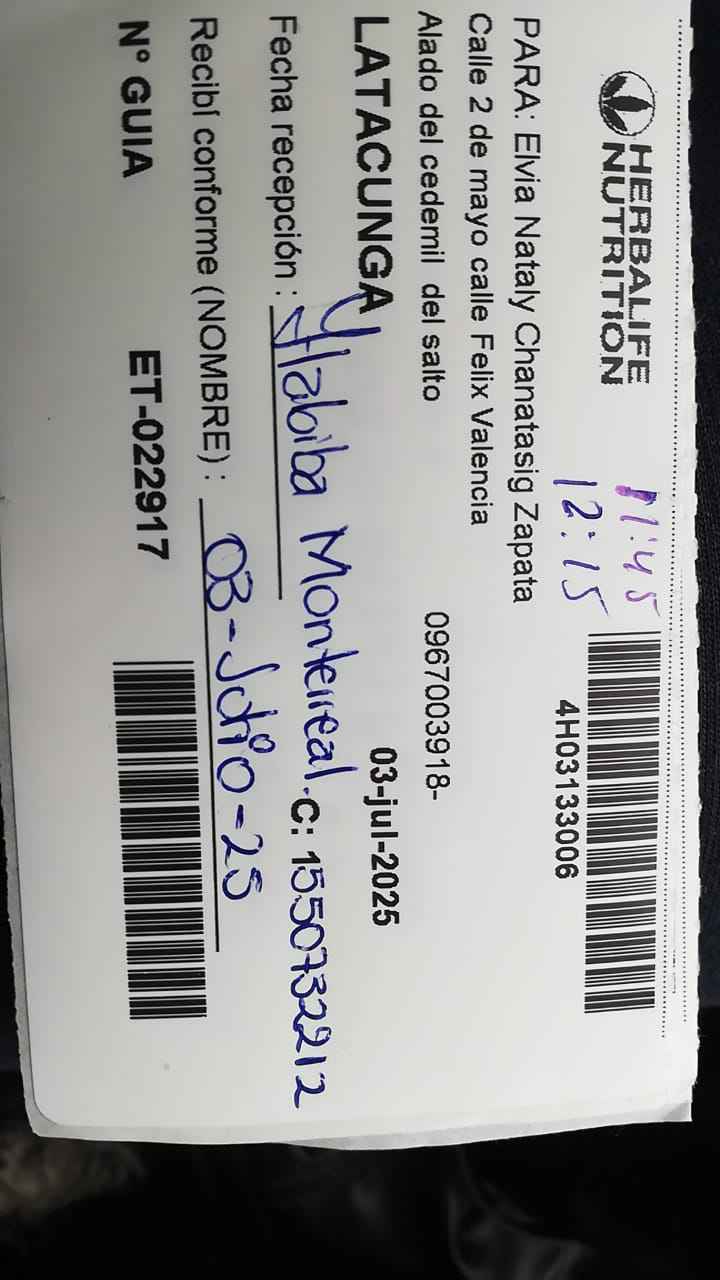 HERBALIFE
NUTRITION
11:45
12:15
4H03133006
PARA: Elvia Nataly Chanatasig Zapata
Calle 2 de mayo calle Felix Valencia
Alado del cedemil del salto
0967003918-
LATACUNGA
03-jul-2025
Fecha recepción : Habiba Monterreal. C: 1550732212
Recibí conforme (NOMBRE) : 03-Julio-25
N° GUIA ET-022917